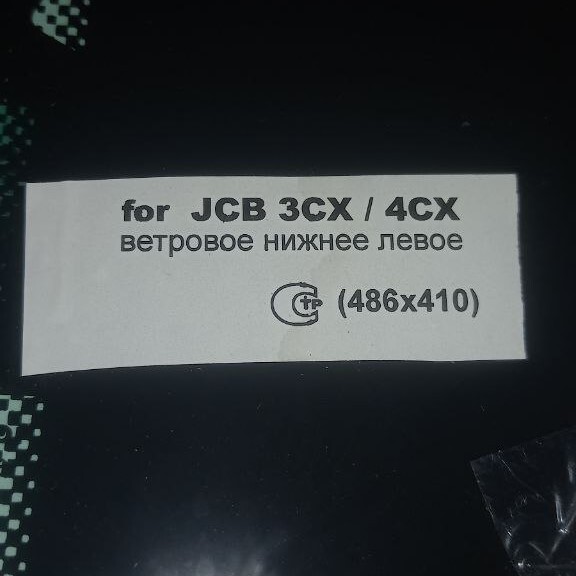 for JCB 3CX / 4CX
ветровое нижнее левое
(486x410)